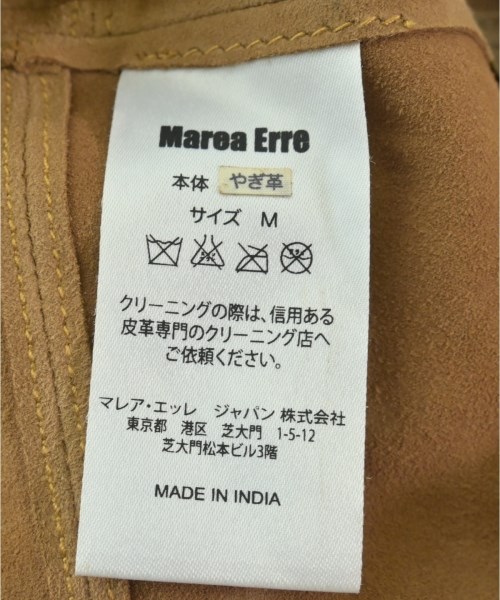 Marea Erre
本体 やぎ革
サイズ M
クリーニングの際は、信用ある
皮革専門のクリーニング店へ
ご依頼ください。
マレア・エッレ ジャパン 株式会社
東京都 港区 芝大門 1-5-12
芝大門松本ビル3階
MADE IN INDIA